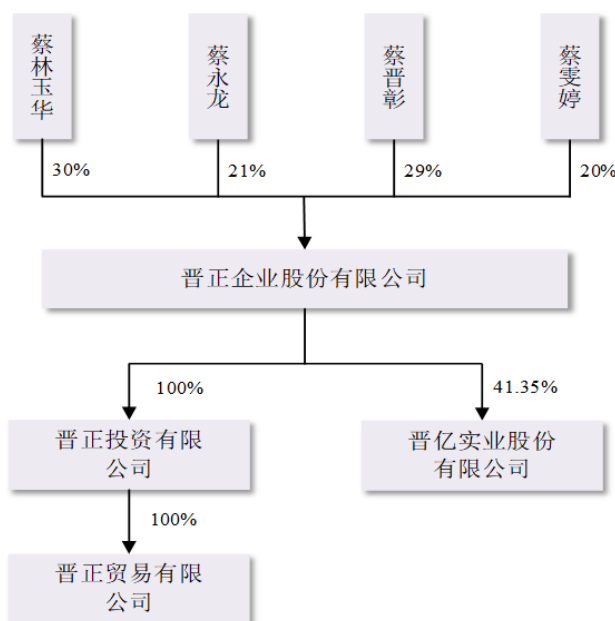 蔡林玉华
蔡永龙
蔡晋彰
蔡雯婷
30%
21%
29%
20%
晋正企业股份有限公司
100%
41.35%
晋正投资有限
公司
晋亿实业股份
有限公司
100%
晋正贸易有限
公司